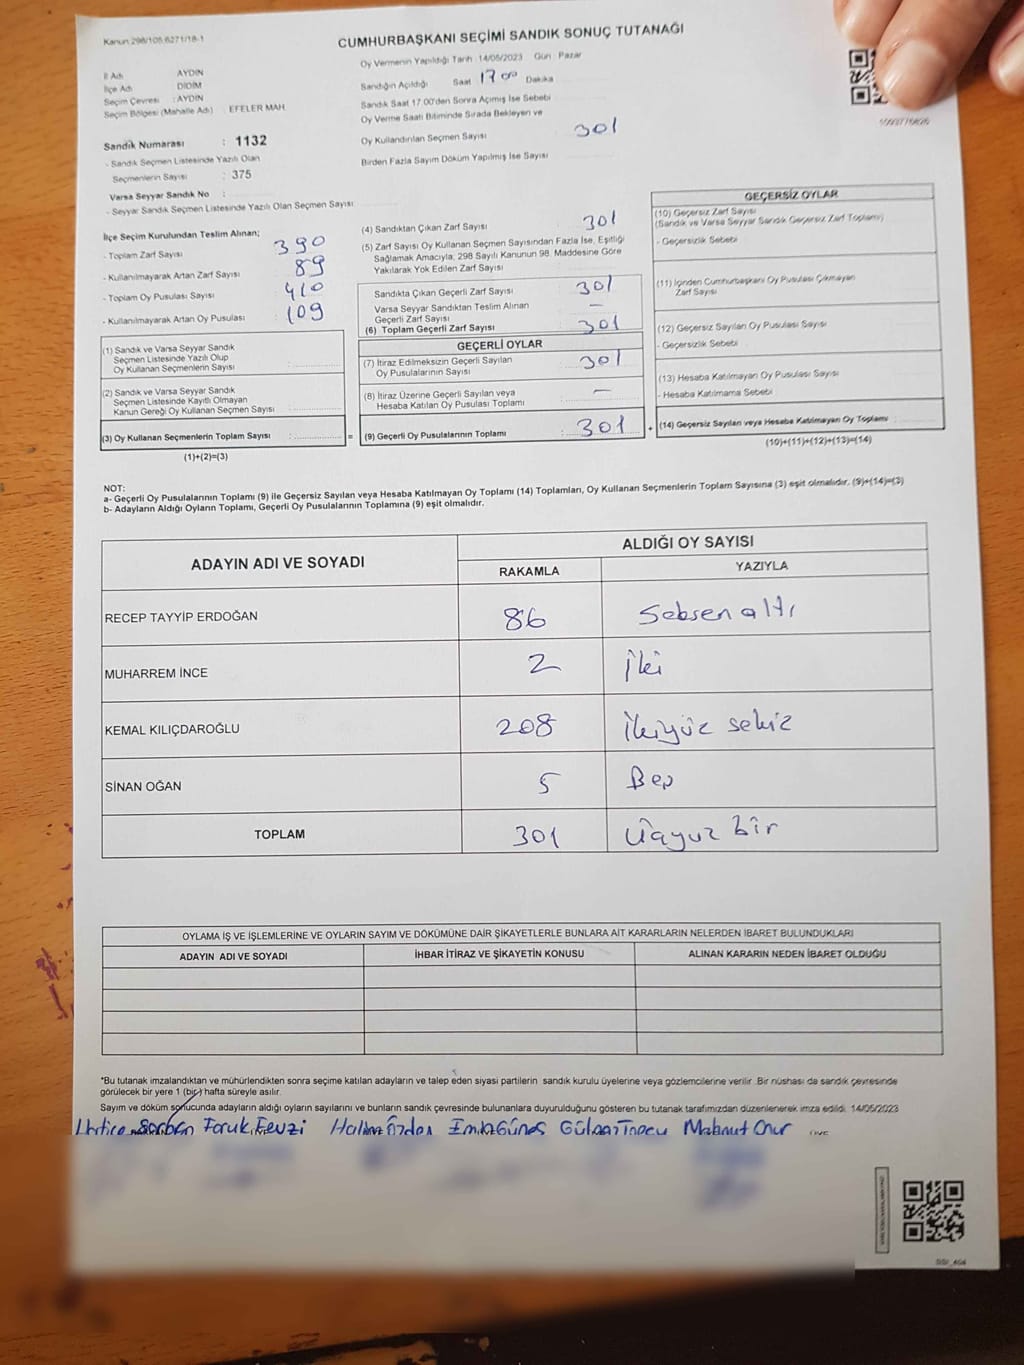 Kanun:298/105.6271/18-1
CUMHURBAŞKANI SEÇİMİ SANDIK SONUÇ TUTANAĞI
Oy Vermenin Yapıldığı Tarih :14/05/2023 Gün : Pazar
İl Adı AYDIN
İlçe Adı DİDİM
Seçim Çevresi : AYDIN
Seçim Bölgesi (Mahalle Adı) : EFELER MAH.
Sandığın Açıldığı Saat 17 00 Dakika
Sandık Saat 17.00'den Sonra Açımış İse Sebebi
Oy Verme Saati Bitiminde Sırada Bekleyen ve
Oy Kullandırılan Seçmen Sayısı 301
Birden Fazla Sayım Döküm Yapılmış İse Sayısı
Sandık Numarası : 1132
- Sandık Seçmen Listesinde Yazılı Olan
Seçmenlerin Sayısı : 375
Varsa Seyyar Sandık No :
- Seyyar Sandık Seçmen Listesinde Yazılı Olan Seçmen Sayısı
İlçe Seçim Kurulundan Teslim Alınan;
- Toplam Zarf Sayısı 390
- Kullanılmayarak Artan Zarf Sayısı 89
- Toplam Oy Pusulası Sayısı 410
- Kullanılmayarak Artan Oy Pusulası 109
(1) Sandık ve Varsa Seyyar Sandık
Seçmen Listesinde Yazılı Olup
Oy Kullanan Seçmenlerin Sayısı :
(2) Sandık ve Varsa Seyyar Sandık
Seçmen Listesinde Kayıtlı Olmayan
Kanun Gereği Oy Kullanan Seçmen Sayısı :
(3) Oy Kullanan Seçmenlerin Toplam Sayısı : =
(1)+(2)=(3)
(4) Sandıktan Çıkan Zarf Sayısı 301
(5) Zarf Sayısı Oy Kullanan Seçmen Sayısından Fazla İse, Eşitliği
Sağlamak Amacıyla; 298 Sayılı Kanunun 98. Maddesine Göre
Yakılarak Yok Edilen Zarf Sayısı
Sandıkta Çıkan Geçerli Zarf Sayısı 301
Varsa Seyyar Sandıktan Teslim Alınan
Geçerli Zarf Sayısı —
(6) Toplam Geçerli Zarf Sayısı 301
GEÇERLİ OYLAR
(7) İtiraz Edilmeksizin Geçerli Sayılan
Oy Pusulalarının Sayısı 301
(8) İtiraz Üzerine Geçerli Sayılan veya
Hesaba Katılan Oy Pusulası Toplamı —
(9) Geçerli Oy Pusulalarının Toplamı : 301 +
GEÇERSİZ OYLAR
(10) Geçersiz Zarf Sayısı
(Sandık ve Varsa Seyyar Sandık Geçersiz Zarf Toplamı)
- Geçersizlik Sebebi
(11) İçinden Cumhurbaşkanı Oy Pusulası Çıkmayan
Zarf Sayısı
(12) Geçersiz Sayılan Oy Pusulası Sayısı
- Geçersizlik Sebebi
(13) Hesaba Katılmayan Oy Pusulası Sayısı
- Hesaba Katılmama Sebebi
(14) Geçersiz Sayılan veya Hesaba Katılmayan Oy Toplamı :
(10)+(11)+(12)+(13)=(14)
NOT:
a- Geçerli Oy Pusulalarının Toplamı (9) ile Geçersiz Sayılan veya Hesaba Katılmayan Oy Toplamı (14) Toplamları, Oy Kullanan Seçmenlerin Toplam Sayısına (3) eşit olmalıdır. (9)+(14)=(3)
b- Adayların Aldığı Oyların Toplamı, Geçerli Oy Pusulalarının Toplamına (9) eşit olmalıdır.
ADAYIN ADI VE SOYADI ALDIĞI OY SAYISI
RAKAMLA YAZIYLA
RECEP TAYYİP ERDOĞAN 86 Seksen altı
MUHARREM İNCE 2 İki
KEMAL KILIÇDAROĞLU 208 İkiyüz sekiz
SİNAN OĞAN 5 Beş
TOPLAM 301 Üçyüz bir
OYLAMA İŞ VE İŞLEMLERİNE VE OYLARIN SAYIM VE DÖKÜMÜNE DAİR ŞİKAYETLERLE BUNLARA AİT KARARLARIN NELERDEN İBARET BULUNDUKLARI
ADAYIN ADI VE SOYADI İHBAR İTİRAZ VE ŞİKAYETİN KONUSU ALINAN KARARIN NEDEN İBARET OLDUĞU
*Bu tutanak imzalandıktan ve mühürlendikten sonra seçime katılan adayların ve talep eden siyasi partilerin sandık kurulu üyelerine veya gözlemcilerine verilir. Bir nüshası da sandık çevresinde
görülecek bir yere 1 (bir) hafta süreyle asılır.
Sayım ve döküm sonucunda adayların aldığı oyların sayılarını ve bunların sandık çevresinde bulunanlara duyurulduğunu gösteren bu tutanak tarafımızdan düzenlenerek imza edildi. 14/05/2023
Faruk Fevzi Mahmut Onur